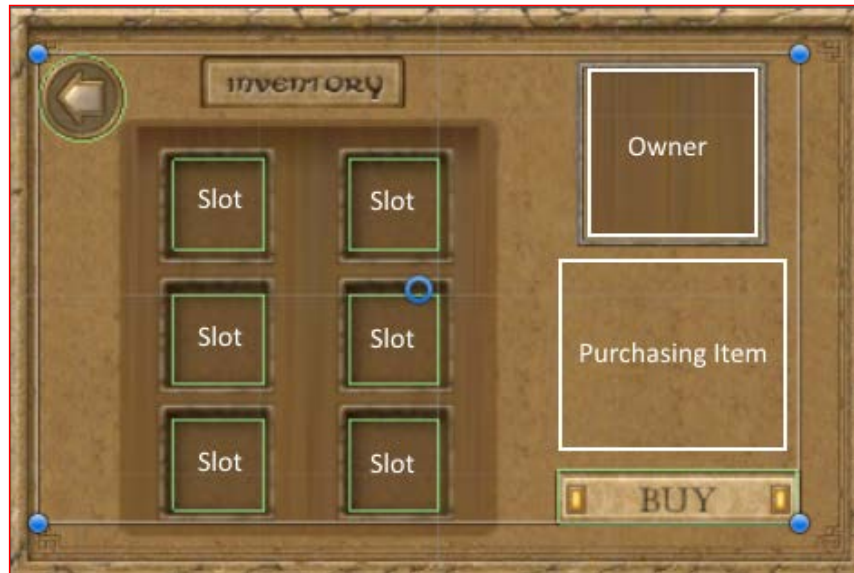 INVENTORY
Owner
Slot Slot
Slot Slot
Purchasing Item
Slot Slot
BUY